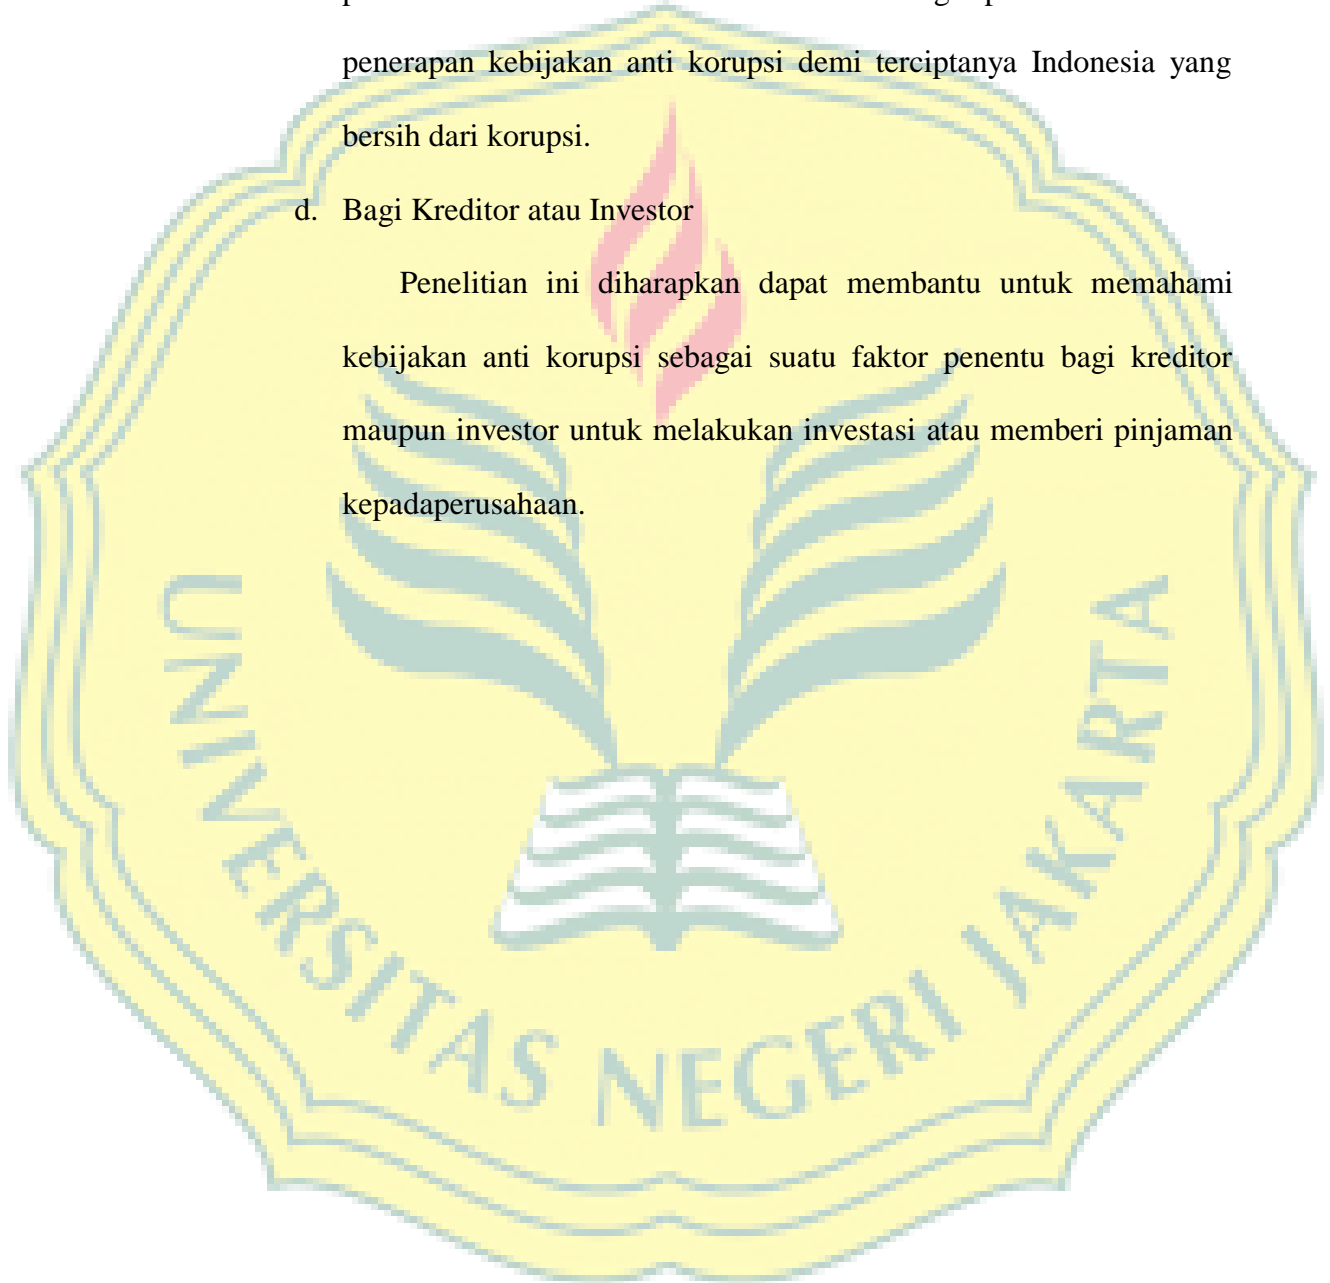 penerapan kebijakan anti korupsi demi terciptanya Indonesia yang
bersih dari korupsi.
d. Bagi Kreditor atau Investor
Penelitian ini diharapkan dapat membantu untuk memahami
kebijakan anti korupsi sebagai suatu faktor penentu bagi kreditor
maupun investor untuk melakukan investasi atau memberi pinjaman
kepadaperusahaan.
UNIVERSITAS NEGERI JAKARTA